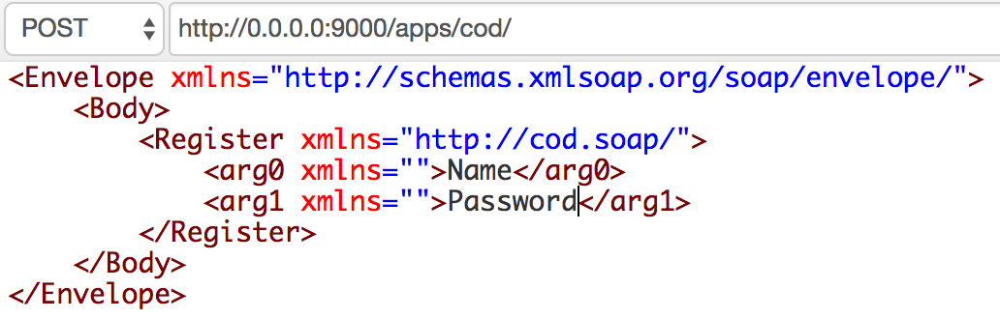 POST http://0.0.0.0:9000/apps/cod/
<Envelope xmlns="http://schemas.xmlsoap.org/soap/envelope/">
<Body>
<Register xmlns="http://cod.soap/">
<arg0 xmlns="">Name</arg0>
<arg1 xmlns="">Password</arg1>
</Register>
</Body>
</Envelope>